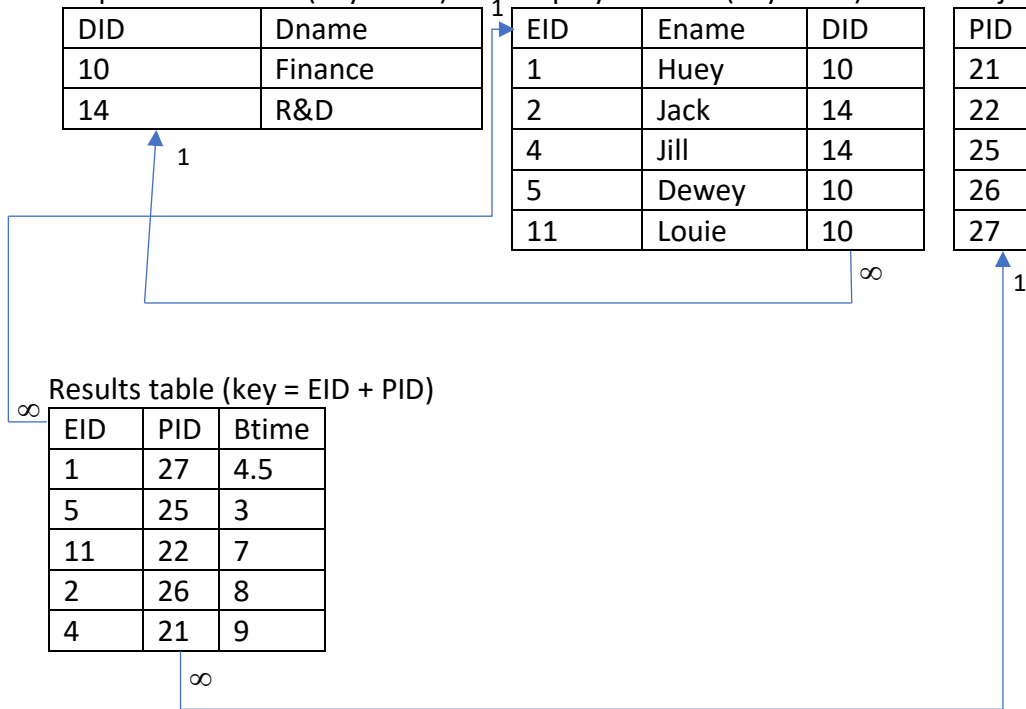 1
DID Dname
10 Finance
14 R&D
1
EID Ename DID
1 Huey 10
2 Jack 14
4 Jill 14
5 Dewey 10
11 Louie 10
∞
PID
21
22
25
26
27
1
Results table (key = EID + PID)
∞
EID PID Btime
1 27 4.5
5 25 3
11 22 7
2 26 8
4 21 9
∞